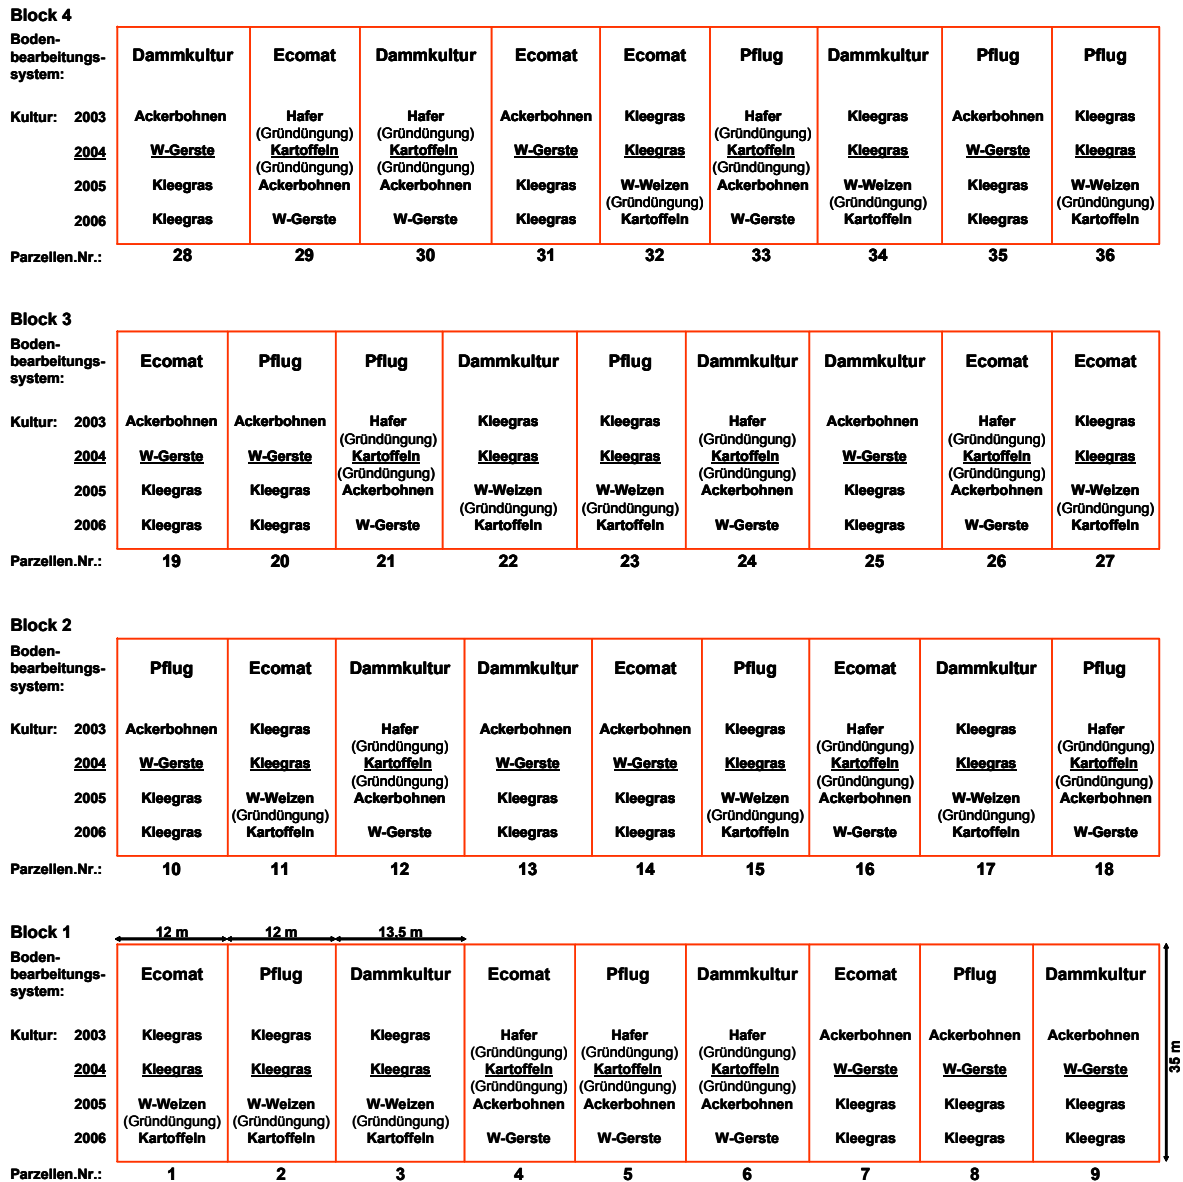 Block 4
Boden-
bearbeitungs-
system:
Dammkultur Ecomat Dammkultur Ecomat Ecomat Pflug Dammkultur Pflug Pflug
Kultur: 2003 Ackerbohnen Hafer Hafer Ackerbohnen Kleegras Hafer Kleegras Ackerbohnen Kleegras
(Gründüngung) (Gründüngung) (Gründüngung)
2004 W-Gerste Kartoffeln Kartoffeln W-Gerste Kleegras Kartoffeln Kleegras W-Gerste Kleegras
(Gründüngung) (Gründüngung) (Gründüngung)
2005 Kleegras Ackerbohnen Ackerbohnen Kleegras W-Weizen Ackerbohnen W-Weizen Kleegras W-Weizen
(Gründüngung) (Gründüngung) (Gründüngung)
2006 Kleegras W-Gerste W-Gerste Kleegras Kartoffeln W-Gerste Kartoffeln Kleegras Kartoffeln
Parzellen.Nr.: 28 29 30 31 32 33 34 35 36
Block 3
Boden-
bearbeitungs-
system:
Ecomat Pflug Pflug Dammkultur Pflug Dammkultur Dammkultur Ecomat Ecomat
Kultur: 2003 Ackerbohnen Ackerbohnen Hafer Kleegras Kleegras Hafer Ackerbohnen Hafer Kleegras
(Gründüngung) (Gründüngung) (Gründüngung)
2004 W-Gerste W-Gerste Kartoffeln Kleegras Kleegras Kartoffeln W-Gerste Kartoffeln Kleegras
(Gründüngung) (Gründüngung) (Gründüngung)
2005 Kleegras Kleegras Ackerbohnen W-Weizen W-Weizen Ackerbohnen Kleegras Ackerbohnen W-Weizen
(Gründüngung) (Gründüngung) (Gründüngung)
2006 Kleegras Kleegras W-Gerste Kartoffeln Kartoffeln W-Gerste Kleegras W-Gerste Kartoffeln
Parzellen.Nr.: 19 20 21 22 23 24 25 26 27
Block 2
Boden-
bearbeitungs-
system:
Pflug Ecomat Dammkultur Dammkultur Ecomat Pflug Ecomat Dammkultur Pflug
Kultur: 2003 Ackerbohnen Kleegras Hafer Ackerbohnen Ackerbohnen Kleegras Hafer Kleegras Hafer
(Gründüngung) (Gründüngung) (Gründüngung)
2004 W-Gerste Kleegras Kartoffeln W-Gerste W-Gerste Kleegras Kartoffeln Kleegras Kartoffeln
(Gründüngung) (Gründüngung) (Gründüngung)
2005 Kleegras W-Weizen Ackerbohnen Kleegras Kleegras W-Weizen Ackerbohnen W-Weizen Ackerbohnen
(Gründüngung) (Gründüngung) (Gründüngung)
2006 Kleegras Kartoffeln W-Gerste Kleegras Kleegras Kartoffeln W-Gerste Kartoffeln W-Gerste
Parzellen.Nr.: 10 11 12 13 14 15 16 17 18
Block 1 12 m 12 m 13.5 m
Boden-
bearbeitungs-
system:
Ecomat Pflug Dammkultur Ecomat Pflug Dammkultur Ecomat Pflug Dammkultur
Kultur: 2003 Kleegras Kleegras Kleegras Hafer Hafer Hafer Ackerbohnen Ackerbohnen Ackerbohnen
(Gründüngung) (Gründüngung) (Gründüngung)
2004 Kleegras Kleegras Kleegras Kartoffeln Kartoffeln Kartoffeln W-Gerste W-Gerste W-Gerste
(Gründüngung) (Gründüngung) (Gründüngung)
2005 W-Weizen W-Weizen W-Weizen Ackerbohnen Ackerbohnen Ackerbohnen Kleegras Kleegras Kleegras
(Gründüngung) (Gründüngung) (Gründüngung)
2006 Kartoffeln Kartoffeln Kartoffeln W-Gerste W-Gerste W-Gerste Kleegras Kleegras Kleegras
Parzellen.Nr.: 1 2 3 4 5 6 7 8 9
35 m